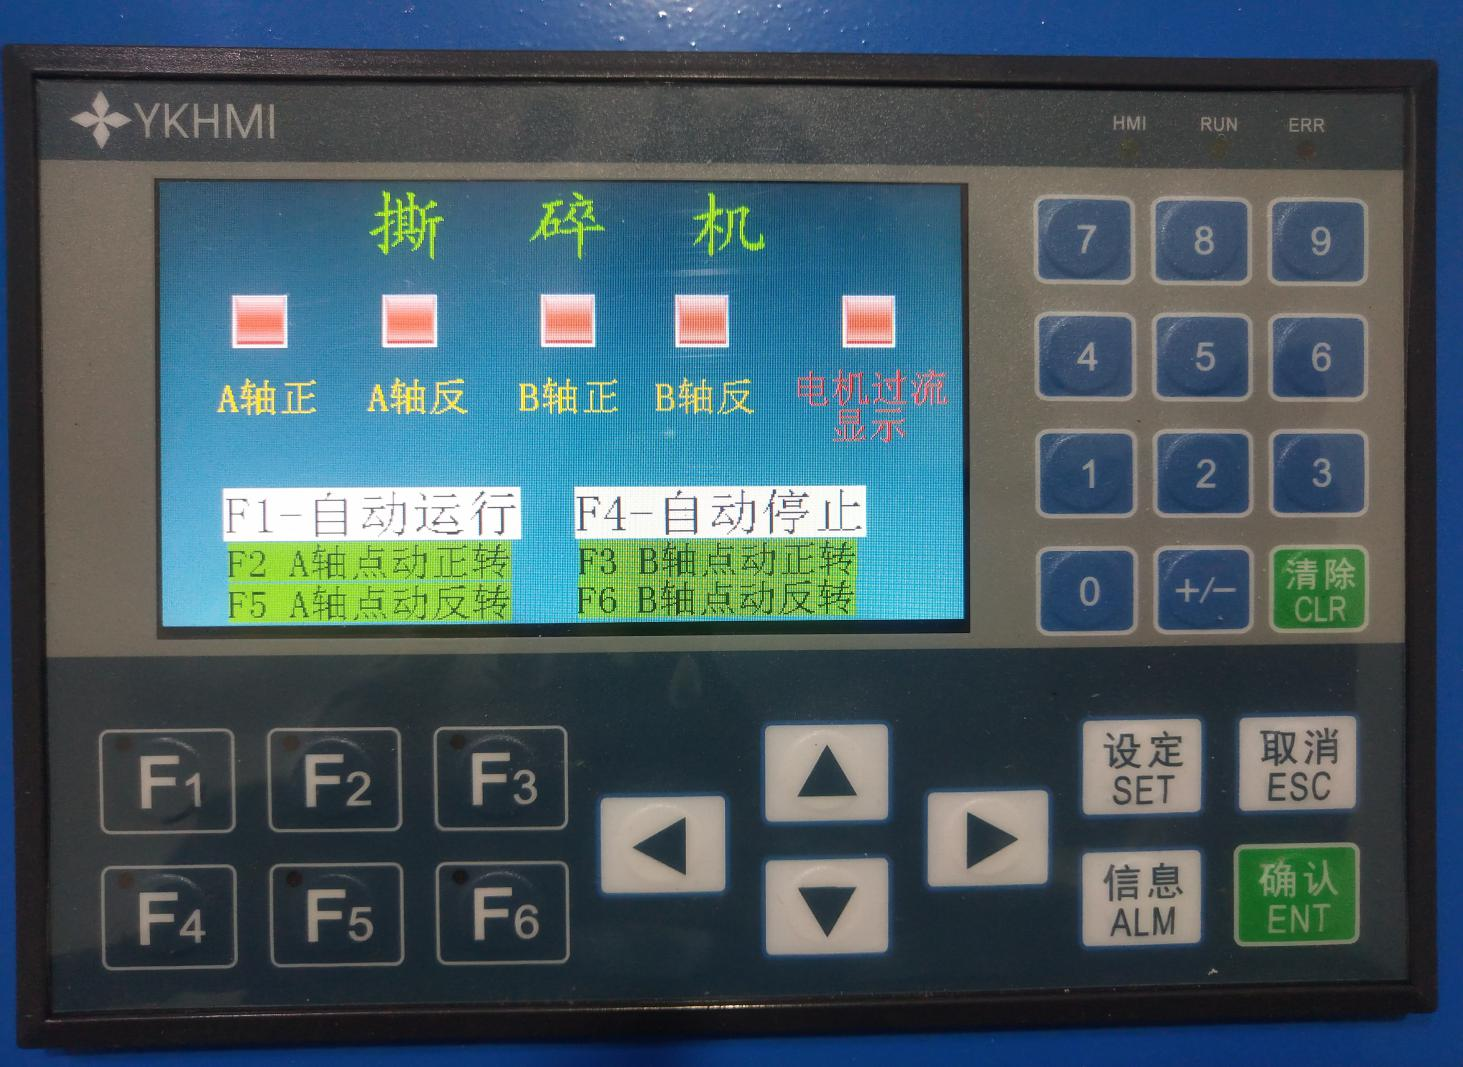 YKHMI
HMI RUN ERR
撕 碎 机
A轴正 A轴反 B轴正 B轴反 电机过流
显示
F1-自动运行 F4-自动停止
F2 A轴点动正转 F3 B轴点动正转
F5 A轴点动反转 F6 B轴点动反转
7 8 9
4 5 6
1 2 3
0 +/- 清除
CLR
F1 F2 F3
F4 F5 F6
◀ ▲ ▼ ▶
设定
SET
取消
ESC
信息
ALM
确认
ENT